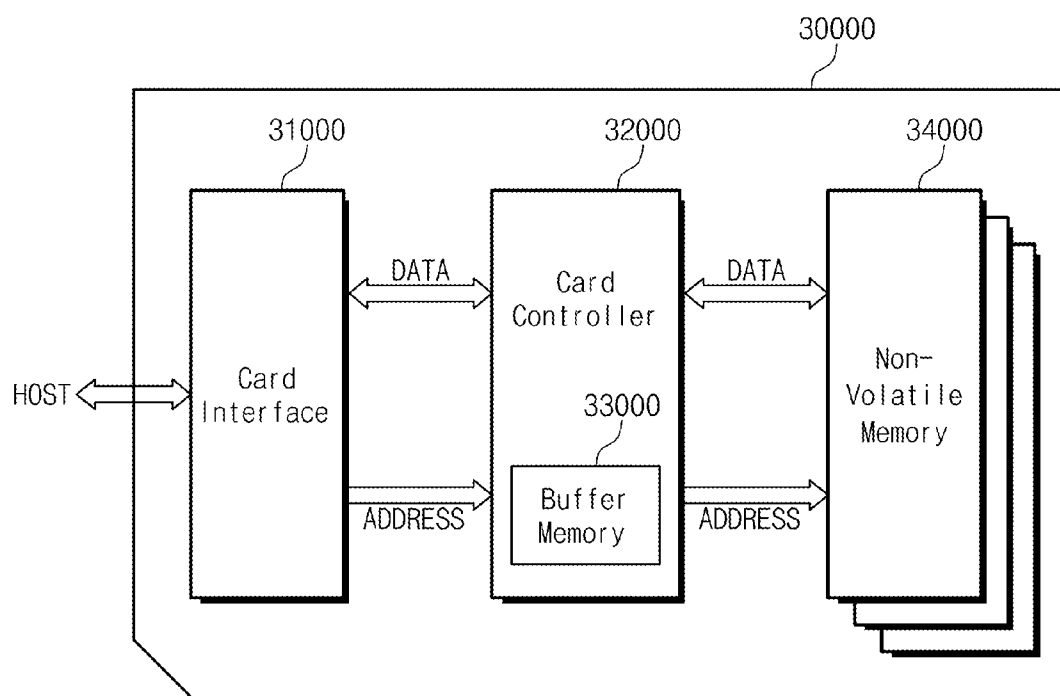 30000
31000
32000
34000
DATA
DATA
Card
Controller
Card
Interface
Non-
Volatile
Memory
HOST
33000
Buffer
Memory
ADDRESS
ADDRESS